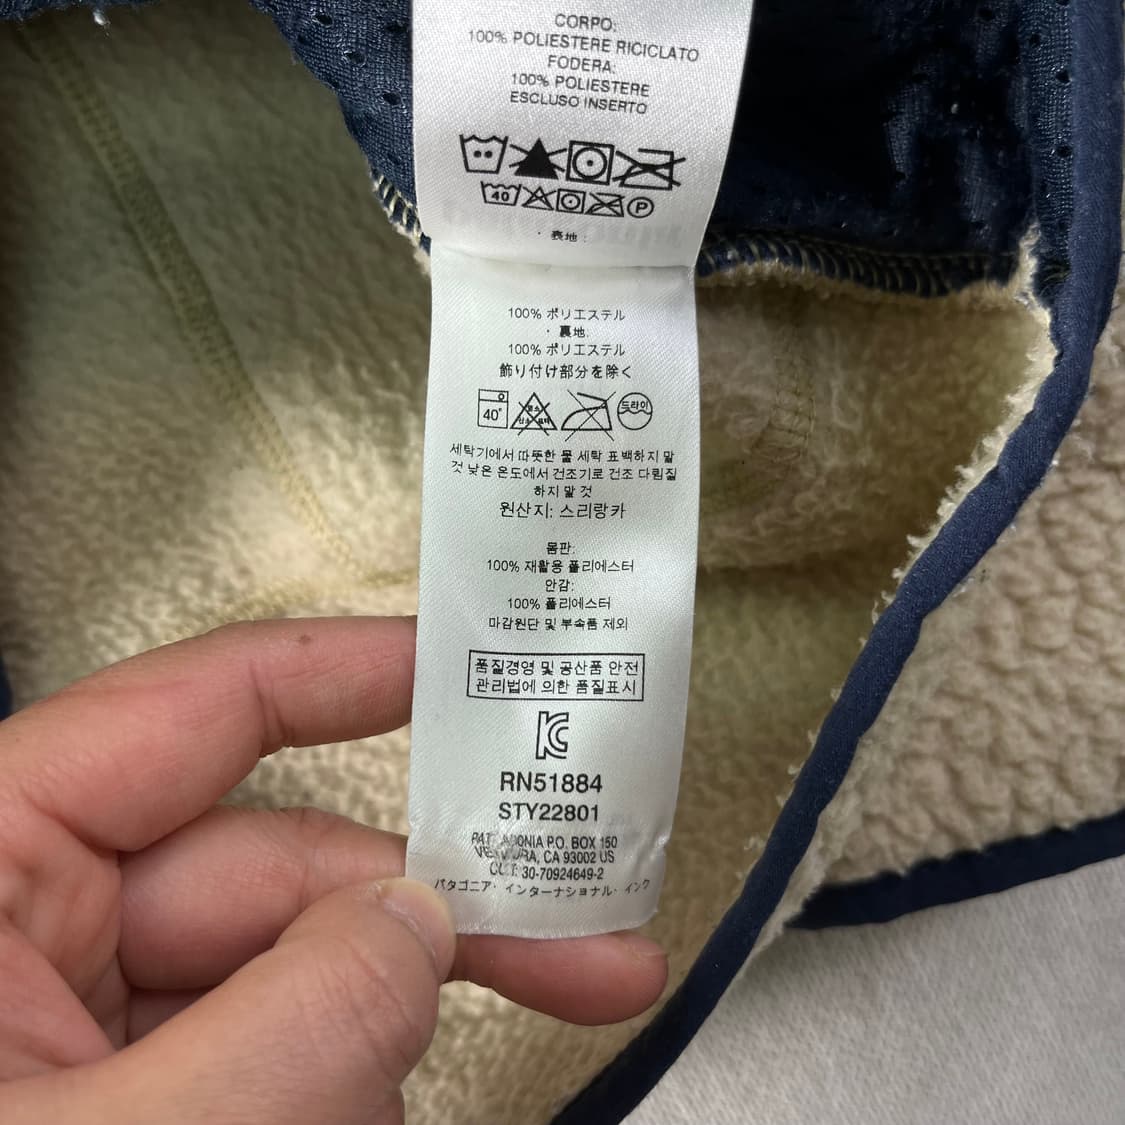 CORPO:
100% POLIESTERE RICICLATO
FODERA:
100% POLIESTERE
ESCLUSO INSERTO
40 P
・表地:
100% ポリエステル
・裏地:
100% ポリエステル
飾り付け部分を除く
40° 드라이
세탁기에서 따뜻한 물 세탁 표백하지 말
것 낮은 온도에서 건조기로 건조 다림질
하지 말 것
원산지: 스리랑카
몸판:
100% 재활용 폴리에스터
안감:
100% 폴리에스터
마감원단 및 부속품 제외
품질경영 및 공산품 안전
관리법에 의한 품질표시
KC
RN51884
STY22801
PATAGONIA P.O. BOX 150
VENTURA, CA 93002 US
CUIT: 30-70924649-2
パタゴニア・インターナショナル・インク